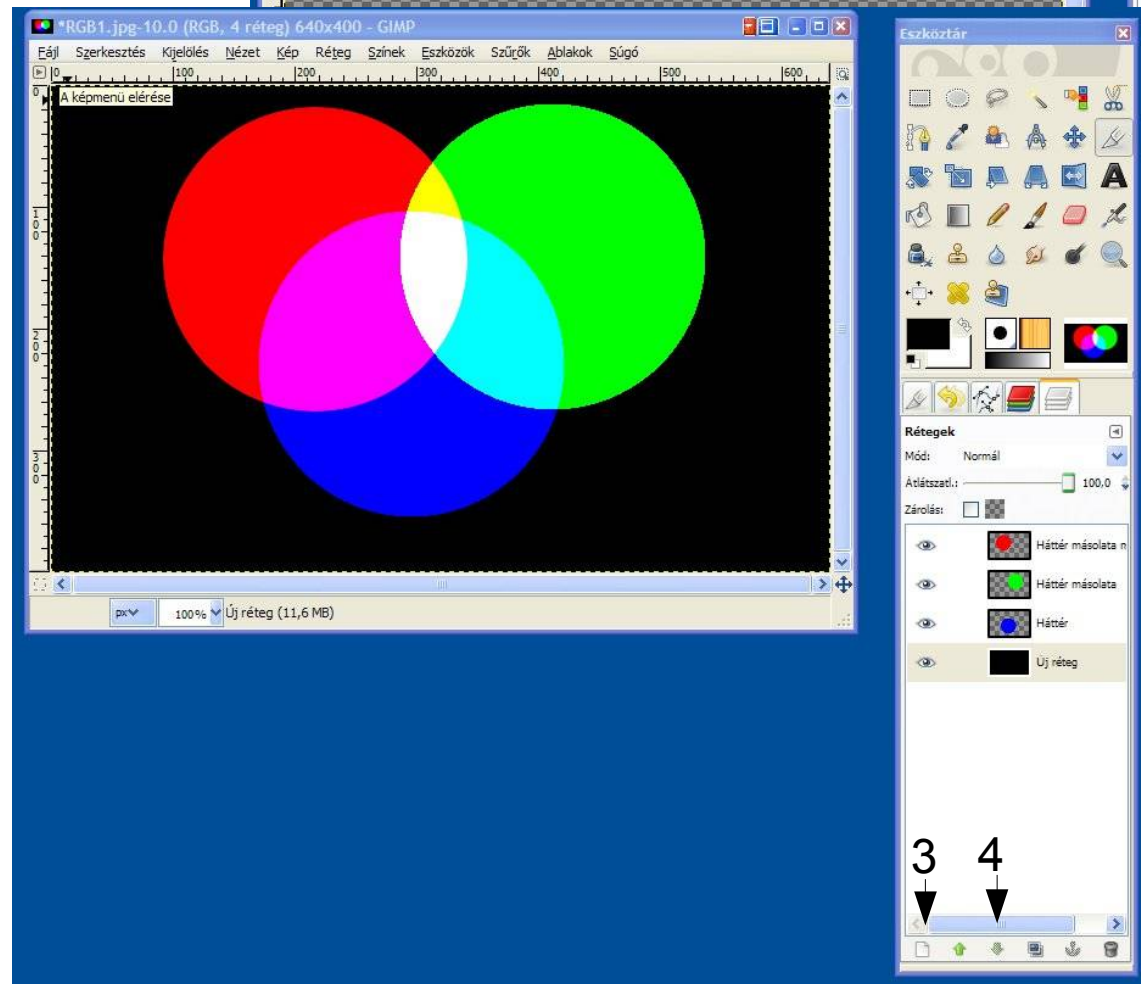 *RGB1.jpg-10.0 (RGB, 4 réteg) 640x400 - GIMP
Fájl Szerkesztés Kijelölés Nézet Kép Réteg Színek Eszközök Szűrők Ablakok Súgó
0 100 200 300 400 500 600
0
A képmenü elérése
100
200
300
px 100% Új réteg (11,6 MB)
Eszköztár
Rétegek
Mód: Normál
Átlátszatl.: 100,0
Zárolás:
Háttér másolata n
Háttér másolata
Háttér
Új réteg
3 4